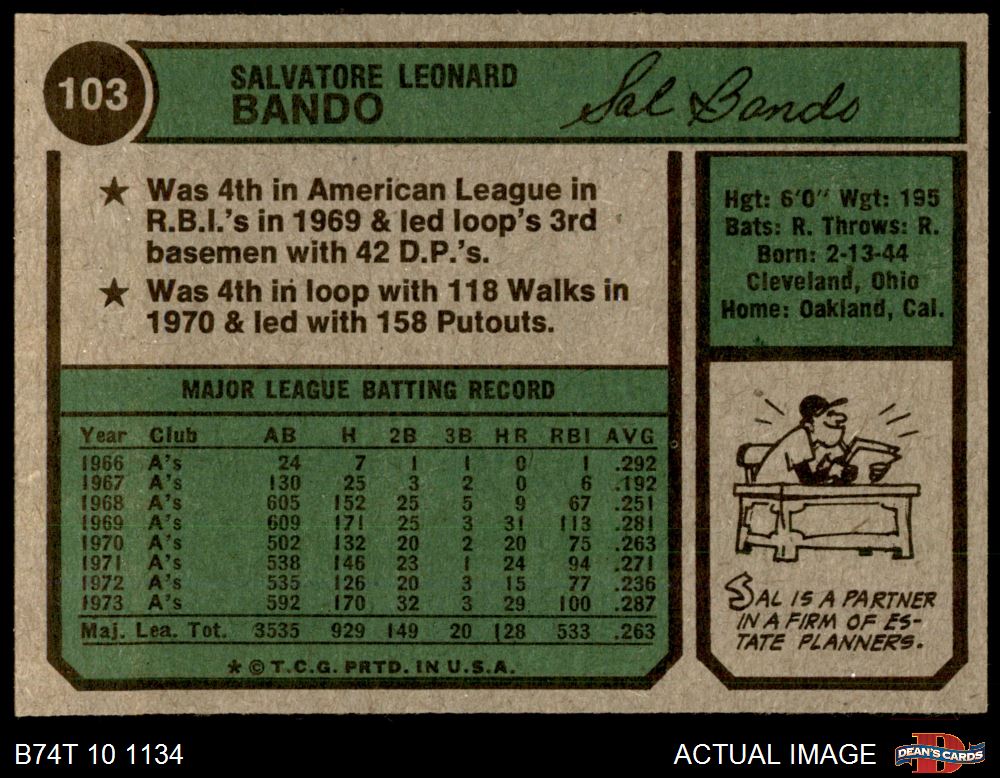 103
SALVATORE LEONARD
BANDO
Sal Bando
★ Was 4th in American League in
R.B.I.'s in 1969 & led loop's 3rd
basemen with 42 D.P.'s.
★ Was 4th in loop with 118 Walks in
1970 & led with 158 Putouts.
Hgt: 6'0" Wgt: 195
Bats: R. Throws: R.
Born: 2-13-44
Cleveland, Ohio
Home: Oakland, Cal.
MAJOR LEAGUE BATTING RECORD
Year Club AB H 2B 3B HR RBI AVG
1966 A's 24 7 1 1 0 1 .292
1967 A's 130 25 3 2 0 6 .192
1968 A's 605 152 25 5 9 67 .251
1969 A's 609 171 25 3 31 113 .281
1970 A's 502 132 20 2 20 75 .263
1971 A's 538 146 23 1 24 94 .271
1972 A's 535 126 20 3 15 77 .236
1973 A's 592 170 32 3 29 100 .287
Maj. Lea. Tot. 3535 929 149 20 128 533 .263
★ © T.C.G. PRTD. IN U.S.A.
SAL IS A PARTNER
IN A FIRM OF ES-
TATE PLANNERS.
B74T 10 1134
ACTUAL IMAGE
DEAN'S CARDS